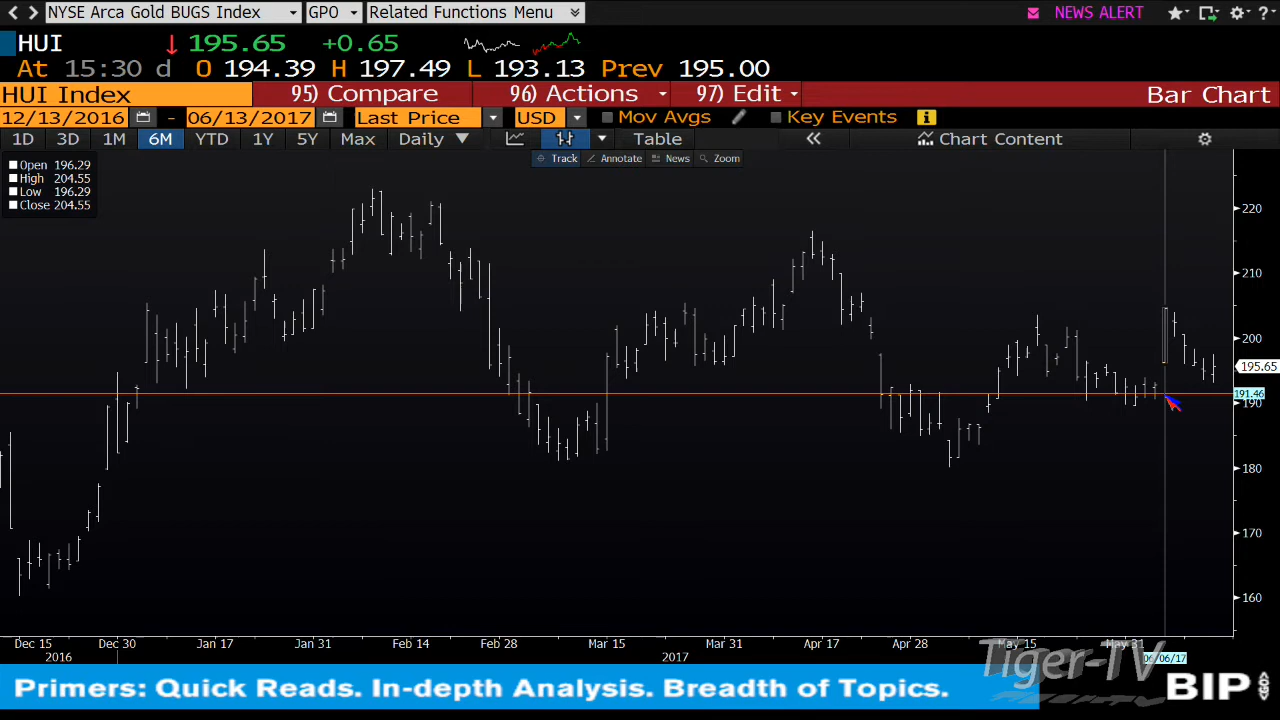 NYSE Arca Gold BUGS Index GPO Related Functions Menu NEWS ALERT ?
HUI ↓ 195.65 +0.65
At 15:30 d O 194.39 H 197.49 L 193.13 Prev 195.00
HUI Index 95) Compare 96) Actions 97) Edit Bar Chart
12/13/2016 - 06/13/2017 Last Price USD Mov Avgs Key Events
1D 3D 1M 6M YTD 1Y 5Y Max Daily Table Chart Content
Track Annotate News Zoom
Open 196.29
High 204.55
Low 196.29
Close 204.55
220
210
200
195.65
191.46
190
180
170
160
Dec 15 Dec 30 Jan 17 Jan 31 Feb 14 Feb 28 Mar 15 Mar 31 Apr 17 Apr 28 May 15 May 31
2016 2017 06/06/17
Tiger-TV
Primers: Quick Reads. In-depth Analysis. Breadth of Topics.
BIP